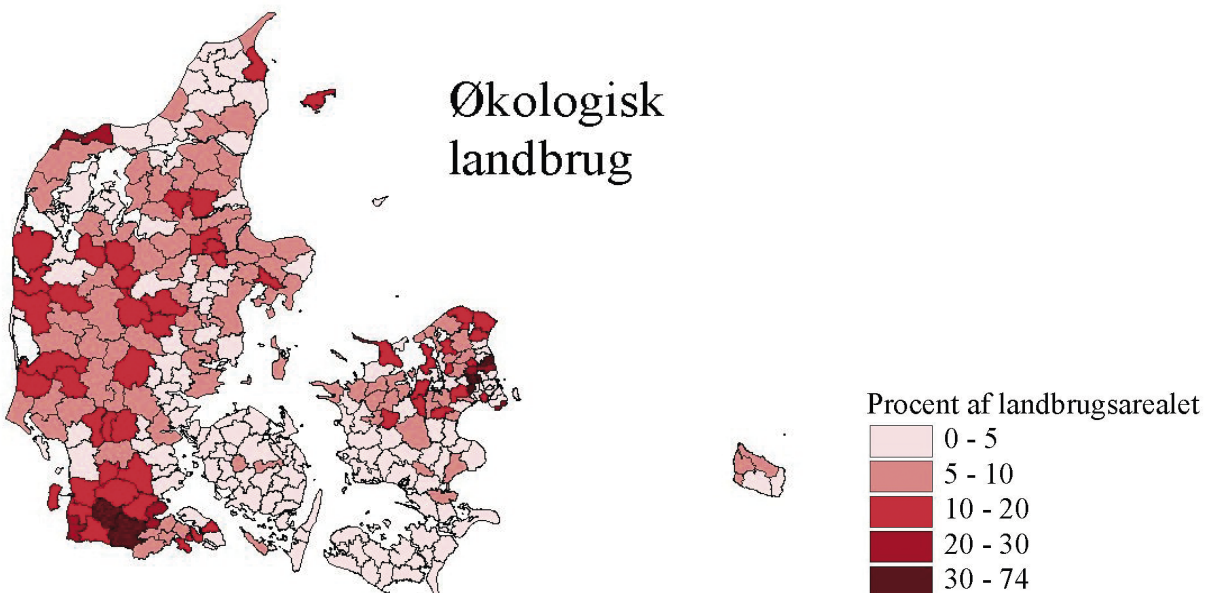 Økologisk
landbrug
Procent af landbrugsarealet
0 - 5
5 - 10
10 - 20
20 - 30
30 - 74